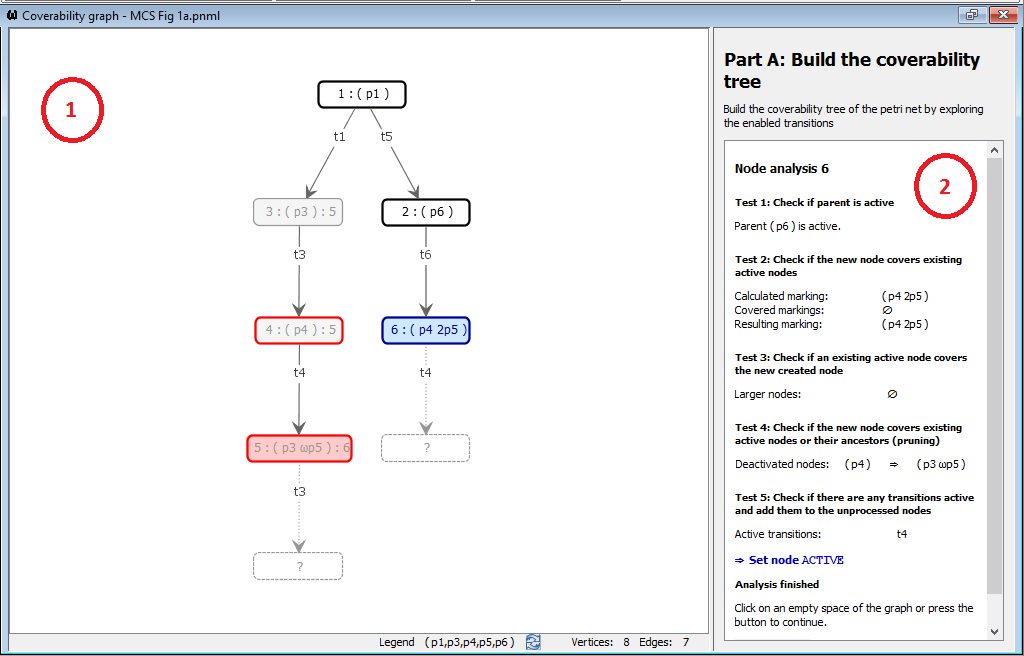 Coverability graph - MCS Fig 1a.pnml
1
1 : ( p1 )
t1
t5
3 : ( p3 ) : 5
2 : ( p6 )
t3
t6
4 : ( p4 ) : 5
6 : ( p4 2p5 )
t4
t4
5 : ( p3 ωp5 ) : 6
?
t3
?
Legend ( p1,p3,p4,p5,p6 )
Vertices: 8 Edges: 7
Part A: Build the coverability
tree
Build the coverability tree of the petri net by exploring
the enabled transitions
2
Node analysis 6
Test 1: Check if parent is active
Parent ( p6 ) is active.
Test 2: Check if the new node covers existing
active nodes
Calculated marking: ( p4 2p5 )
Covered markings: ∅
Resulting marking: ( p4 2p5 )
Test 3: Check if an existing active node covers
the new created node
Larger nodes: ∅
Test 4: Check if the new node covers existing
active nodes or their ancestors (pruning)
Deactivated nodes: ( p4 ) ⇒ ( p3 ωp5 )
Test 5: Check if there are any transitions active
and add them to the unprocessed nodes
Active transitions: t4
⇒ Set node ACTIVE
Analysis finished
Click on an empty space of the graph or press the
button to continue.